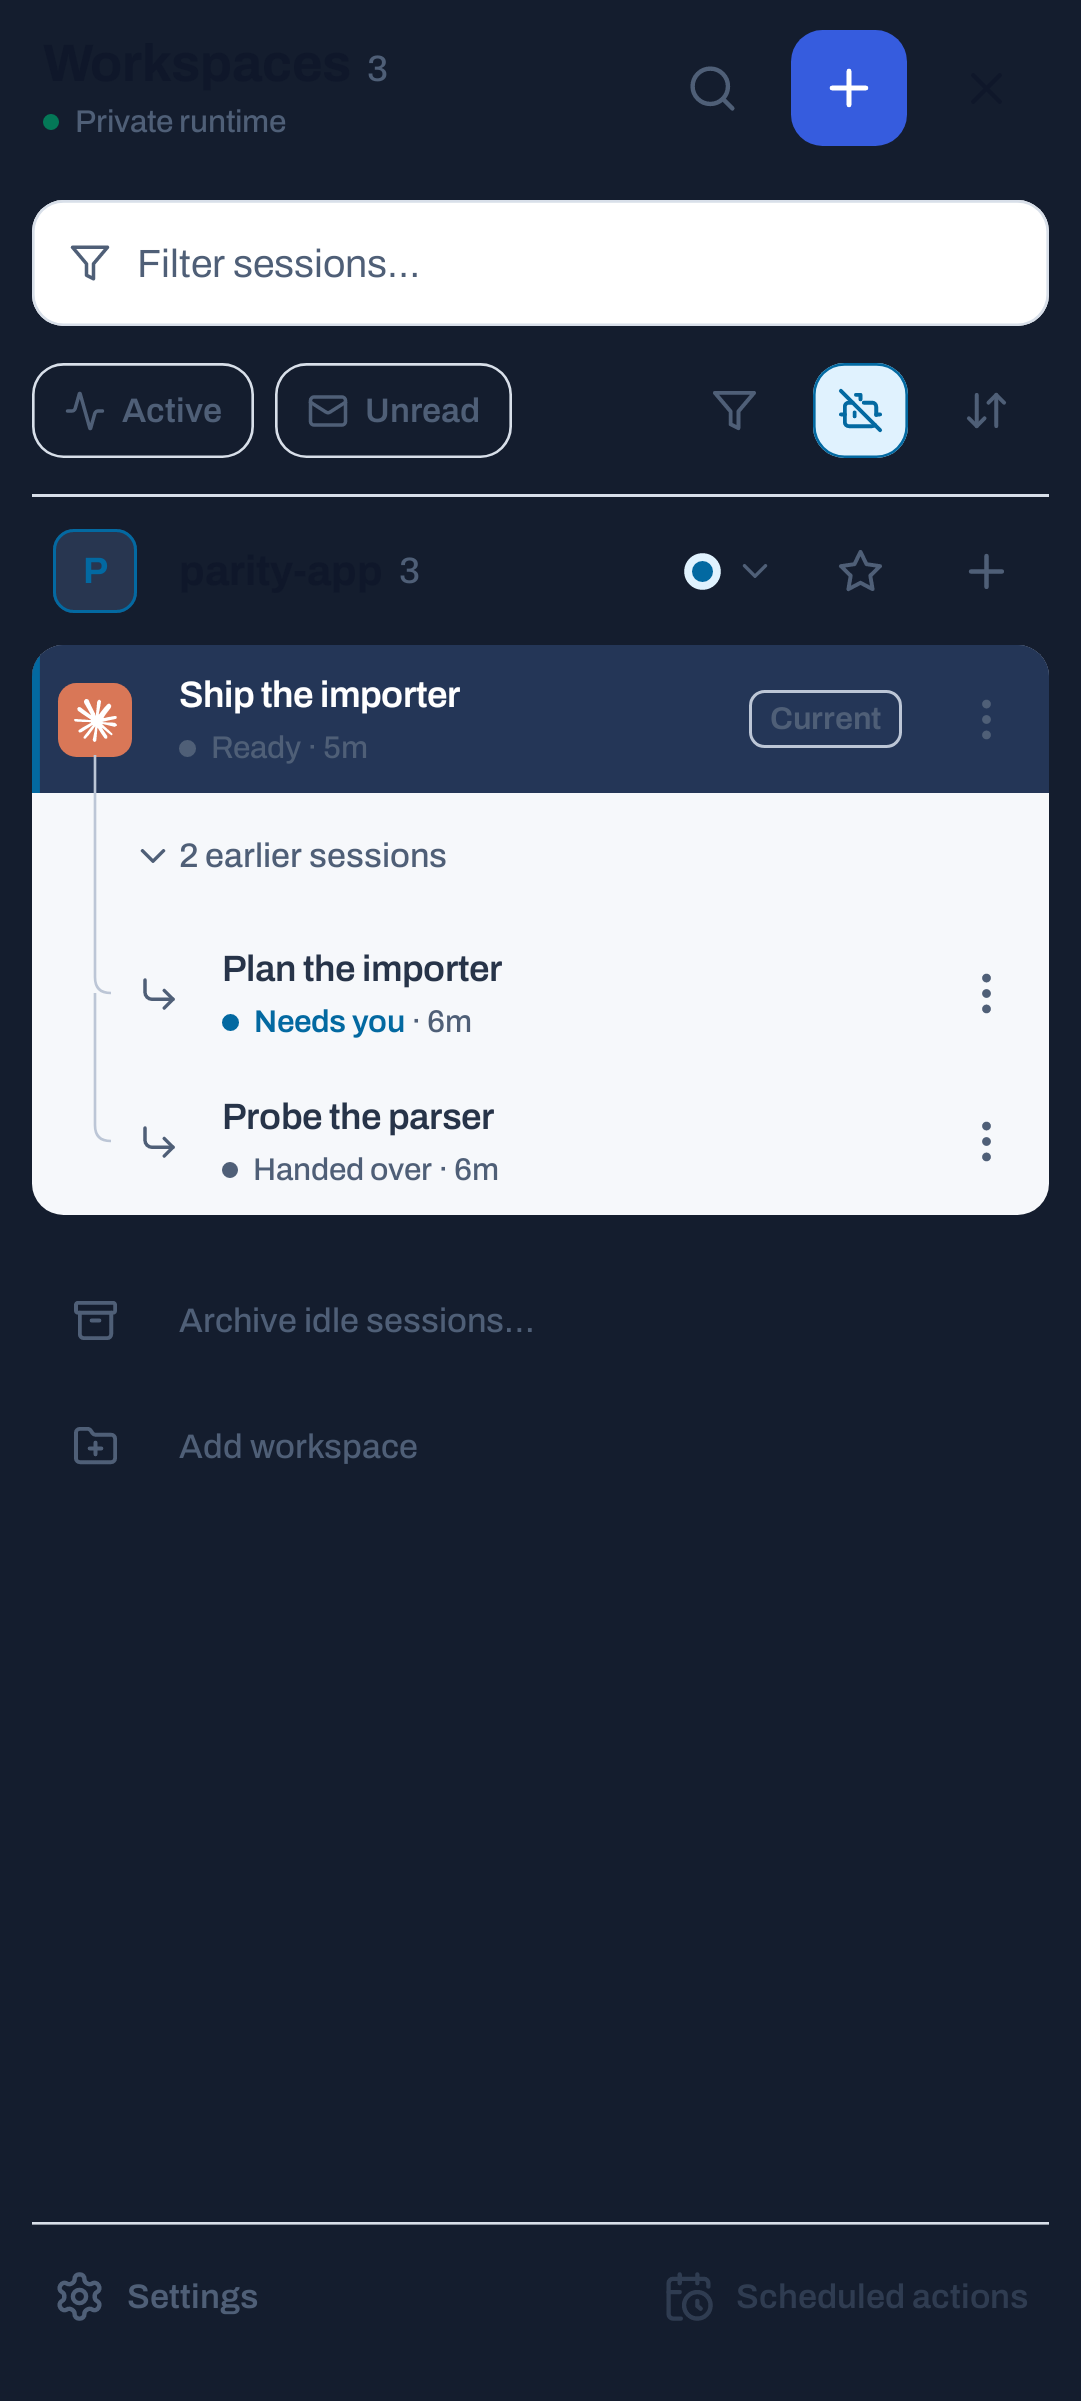 Workspaces 3
Private runtime
Filter sessions...
Active
Unread
P
parity-app 3
Ship the importer
Ready · 5m
Current
2 earlier sessions
Plan the importer
Needs you · 6m
Probe the parser
Handed over · 6m
Archive idle sessions...
Add workspace
Settings
Scheduled actions